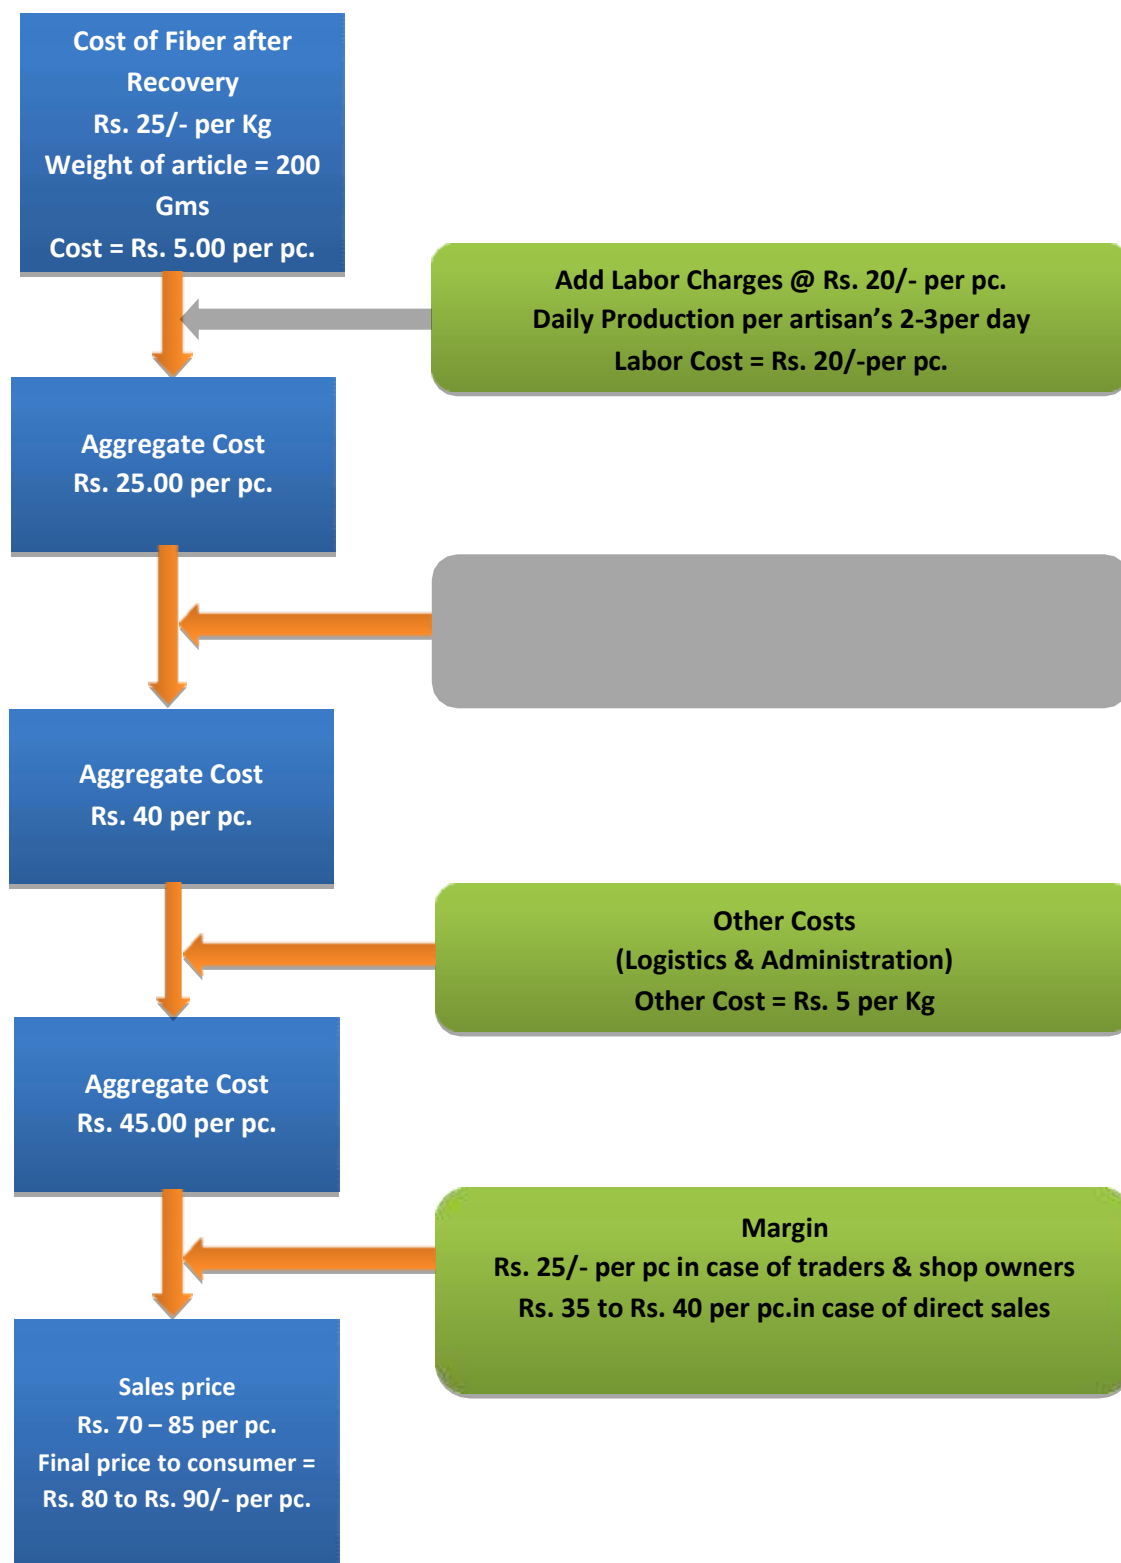 Cost of Fiber after
Recovery
Rs. 25/- per Kg
Weight of article = 200
Gms
Cost = Rs. 5.00 per pc.
Add Labor Charges @ Rs. 20/- per pc.
Daily Production per artisan's 2-3per day
Labor Cost = Rs. 20/-per pc.
Aggregate Cost
Rs. 25.00 per pc.
Aggregate Cost
Rs. 40 per pc.
Other Costs
(Logistics & Administration)
Other Cost = Rs. 5 per Kg
Aggregate Cost
Rs. 45.00 per pc.
Margin
Rs. 25/- per pc in case of traders & shop owners
Rs. 35 to Rs. 40 per pc.in case of direct sales
Sales price
Rs. 70 – 85 per pc.
Final price to consumer =
Rs. 80 to Rs. 90/- per pc.